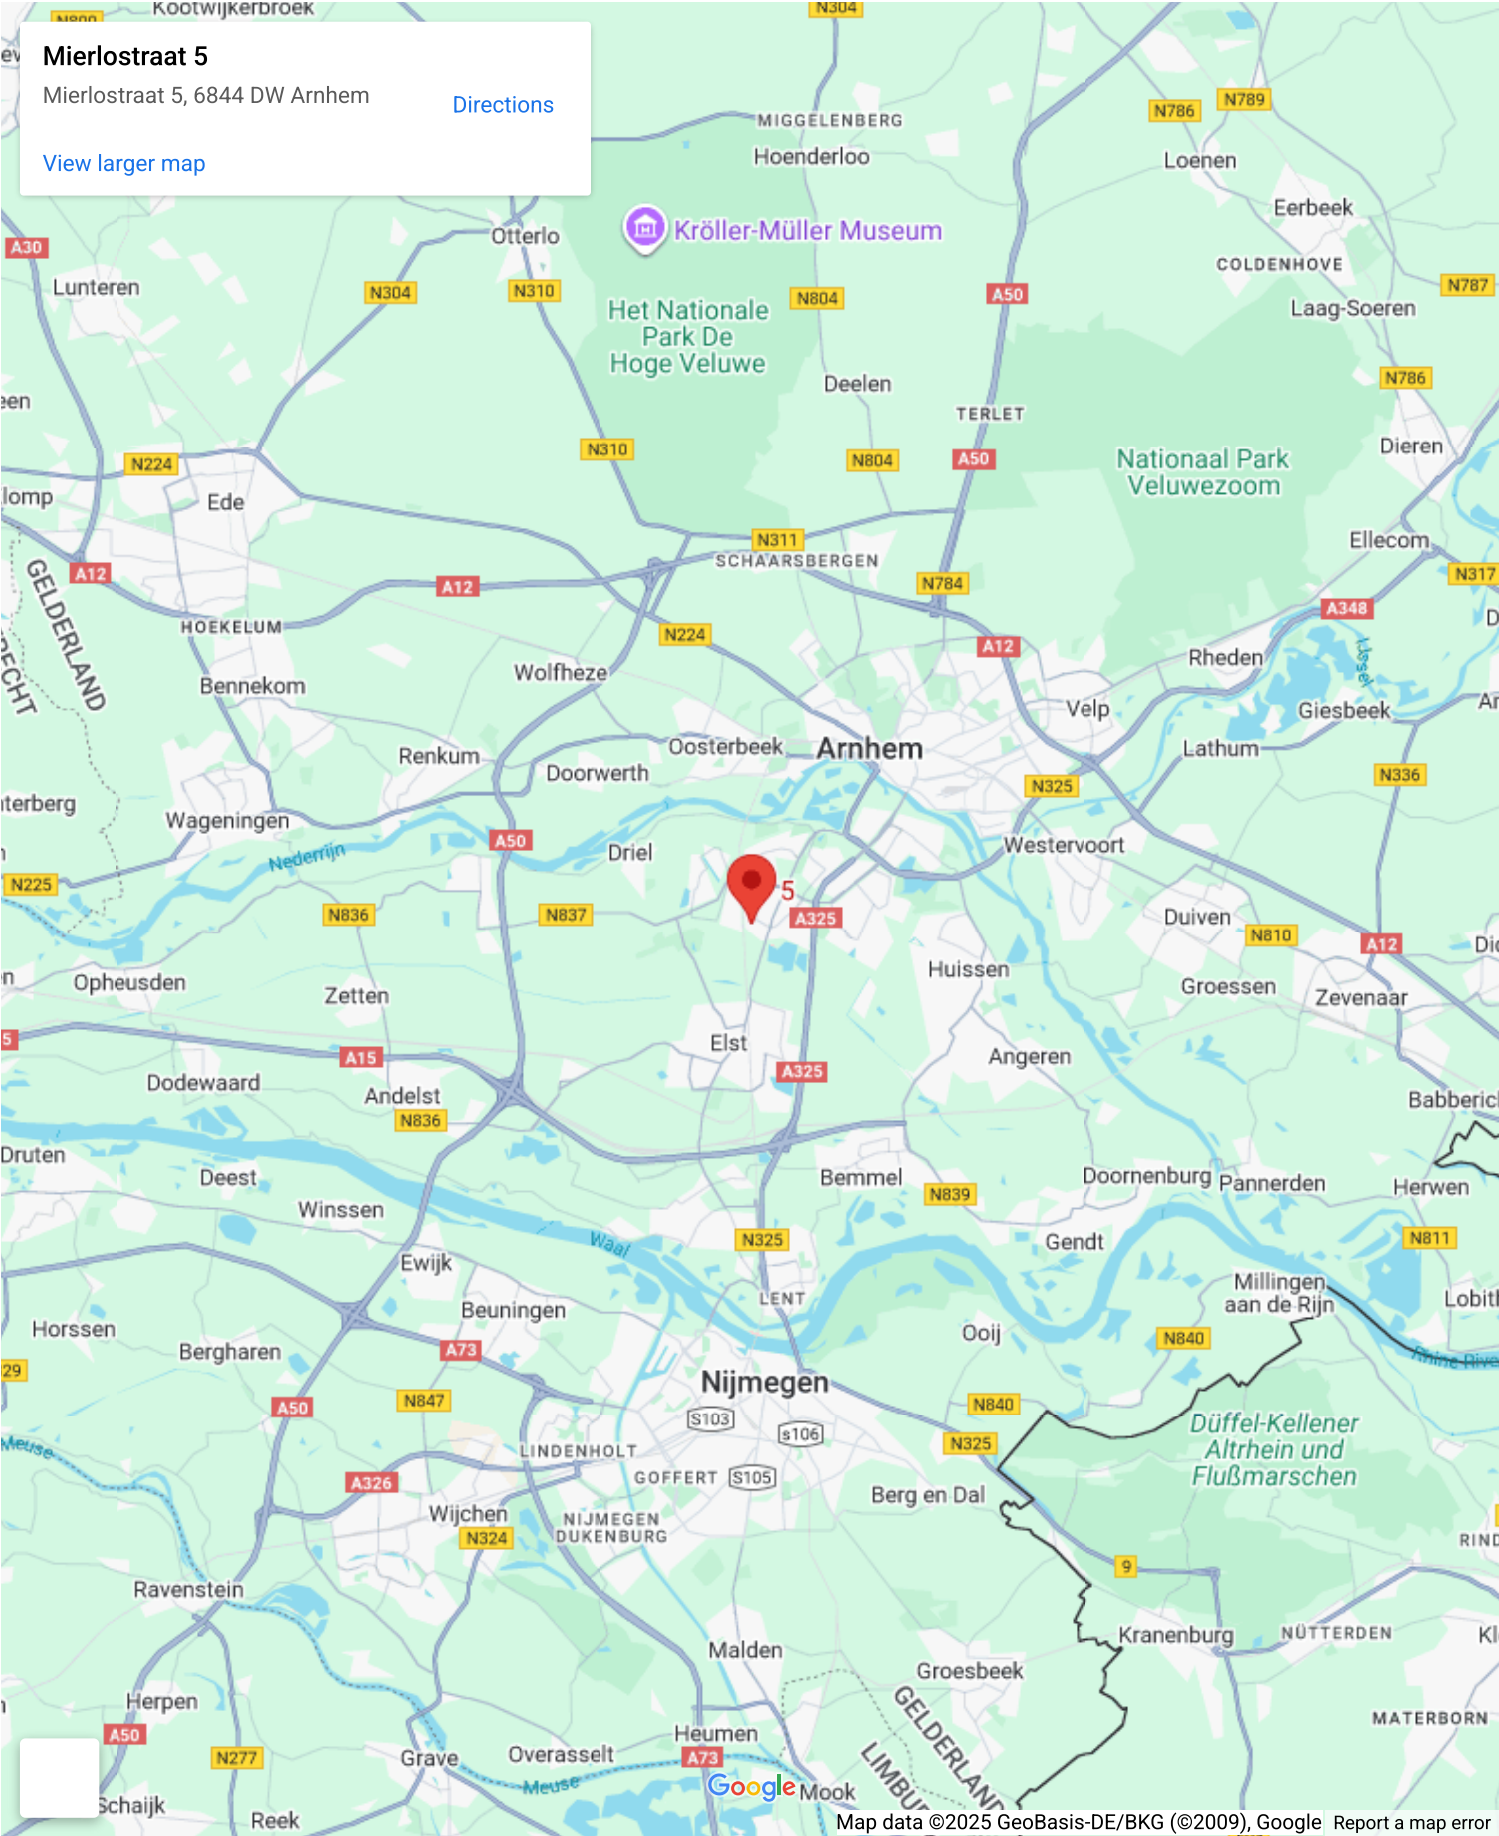 Kootwijkerbroek
N304
N800
Mierlostraat 5
Mierlostraat 5, 6844 DW Arnhem
Directions
View larger map
N786
N789
MIGGELENBERG
Hoenderloo
Loenen
Eerbeek
Otterlo
Kröller-Müller Museum
A30
COLDENHOVE
Lunteren
N304
N310
N804
A50
N787
Het Nationale
Park De
Hoge Veluwe
Laag-Soeren
Deelen
N786
TERLET
N310
N804
A50
Dieren
N224
Nationaal Park
Veluwezoom
Ede
N311
SCHAARSBERGEN
Ellecom
A12
A12
N784
N317
GELDERLAND
A348
HOEKELUM
N224
A12
Wolfheze
Rheden
IJssel
Bennekom
Velp
Giesbeek
Renkum
Oosterbeek
Arnhem
Lathum
Doorwerth
N325
N336
Wageningen
A50
Nederrijn
Driel
Westervoort
N225
5
N836
N837
A325
Duiven
N810
A12
Huissen
Opheusden
Zetten
Groessen
Zevenaar
Elst
A15
Angeren
A325
Dodewaard
Andelst
N836
Druten
Deest
Bemmel
Doornenburg
Pannerden
Herwen
N839
Winssen
Waal
N325
Gendt
N811
Ewijk
Millingen
aan de Rijn
LENT
Beuningen
Horssen
Ooij
N840
Bergharen
A73
Rhine
Nijmegen
N847
A50
N840
S103
s106
N325
Düffel-Kellener
Altrhein und
Flußmarschen
Meuse
LINDENHOLT
GOFFERT
S105
A326
Berg en Dal
Wijchen
NIJMEGEN
DUKENBURG
N324
9
Ravenstein
Kranenburg
NÜTTERDEN
Malden
Groesbeek
Herpen
GELDERLAND
MATERBORN
A50
Heumen
N277
Grave
Overasselt
A73
Meuse
Google
Mook
Schaijk
Reek
Map data ©2025 GeoBasis-DE/BKG (©2009), Google
Report a map error